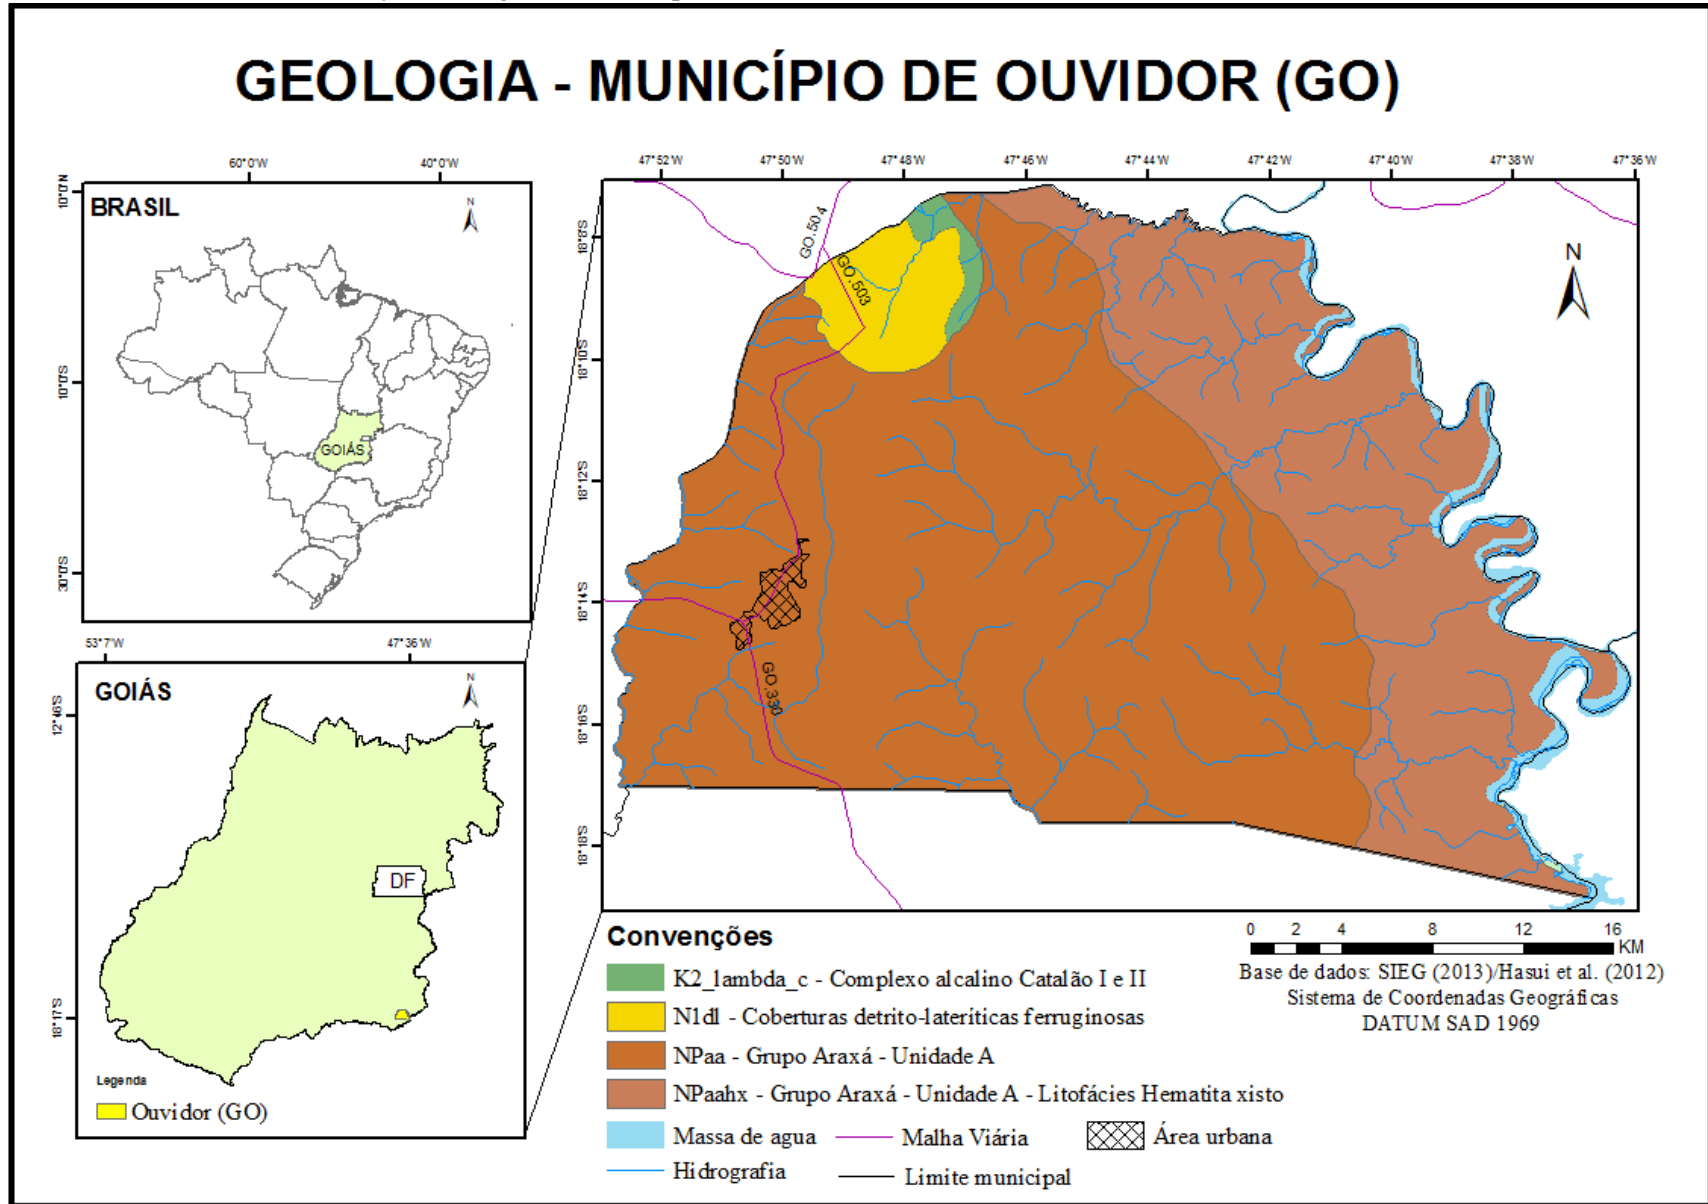 GEOLOGIA - MUNICÍPIO DE OUVIDOR (GO)
60°0'W 40°0'W
10°0'N
10°0'S
30°0'S
BRASIL
N
GOIÁS
53°7'W 47°36'W
12°46'S
18°17'S
GOIÁS
N
DF
Legenda
Ouvidor (GO)
47°52'W 47°50'W 47°48'W 47°46'W 47°44'W 47°42'W 47°40'W 47°38'W 47°36'W
18°8'S
18°10'S
18°12'S
18°14'S
18°16'S
18°18'S
GO.504
GO.503
GO.330
N
Convenções
K2_lambda_c - Complexo alcalino Catalão I e II
N1dl - Coberturas detrito-lateríticas ferruginosas
NPaa - Grupo Araxá - Unidade A
NPaahx - Grupo Araxá - Unidade A - Litofácies Hematita xisto
Massa de agua Malha Viária Área urbana
Hidrografia Limite municipal
0 2 4 8 12 16
KM
Base de dados: SIEG (2013)/Hasui et al. (2012)
Sistema de Coordenadas Geográficas
DATUM SAD 1969